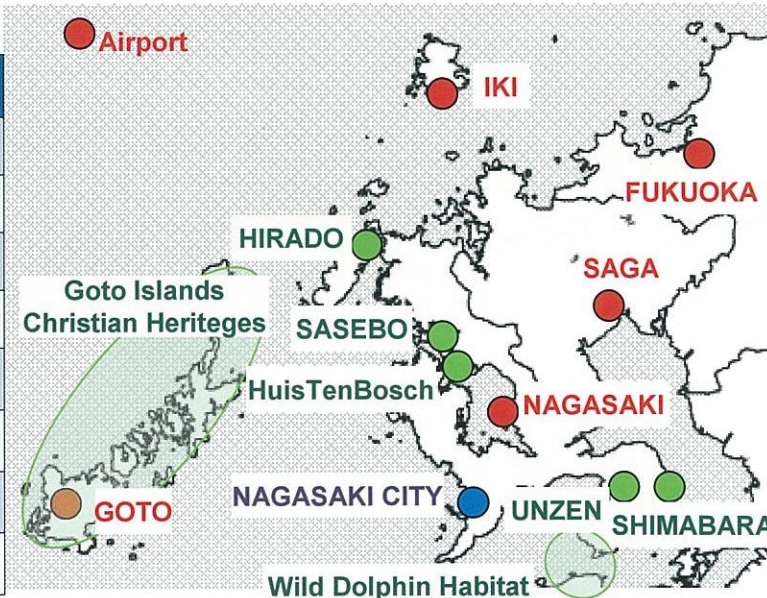 Airport
IKI
FUKUOKA
HIRADO
SAGA
Goto Islands
Christian Heriteges
SASEBO
HuisTenBosch
NAGASAKI
NAGASAKI CITY
GOTO
UNZEN
SHIMABARA
Wild Dolphin Habitat